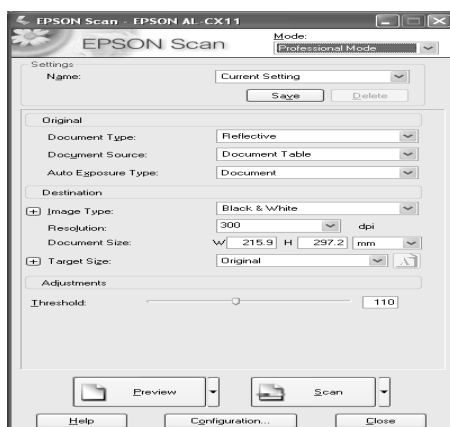 EPSON Scan - EPSON AL-CX11
EPSON Scan
Mode:
Professional Mode
Settings
Name: Current Setting
Save Delete
Original
Document Type: Reflective
Document Source: Document Table
Auto Exposure Type: Document
Destination
Image Type: Black & White
Resolution: 300 dpi
Document Size: W 215.9 H 297.2 mm
Target Size: Original
Adjustments
Threshold: 110
Preview Scan
Help Configuration... Close